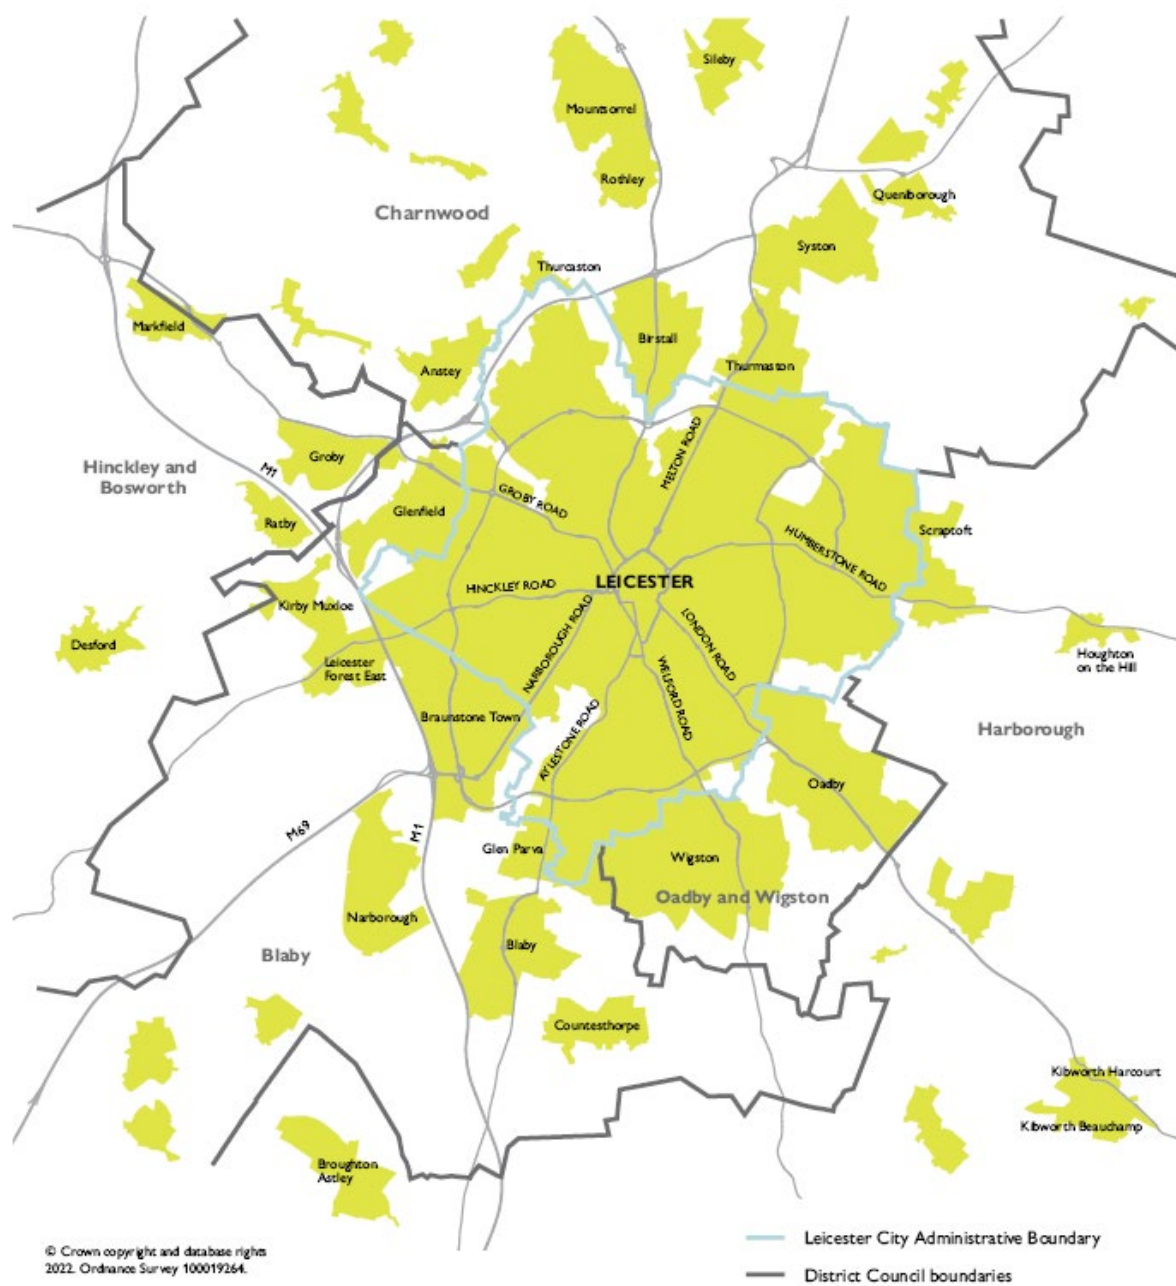 Sileby
Mountsorrel
Rothley
Queniborough
Charnwood
Syston
Thurcaston
Markfield
Birstall
Anstey
Thurmaston
MELTON ROAD
Groby
Hinckley and
Bosworth
M1
GROBY ROAD
Glenfield
Ratby
Scraptoft
HUMBERSTONE ROAD
LEICESTER
HINCKLEY ROAD
Kirby Muxloe
NARBOROUGH ROAD
LONDON ROAD
Desford
Leicester
Forest East
Houghton
on the Hill
WELFORD ROAD
Braunstone Town
AYLESTONE ROAD
Harborough
Oadby
M69
M1
Glen Parva
Wigston
Oadby and Wigston
Narborough
Blaby
Blaby
Countesthorpe
Kibworth Harcourt
Kibworth Beauchamp
Broughton
Astley
© Crown copyright and database rights
2022. Ordnance Survey 100019264.
Leicester City Administrative Boundary
District Council boundaries